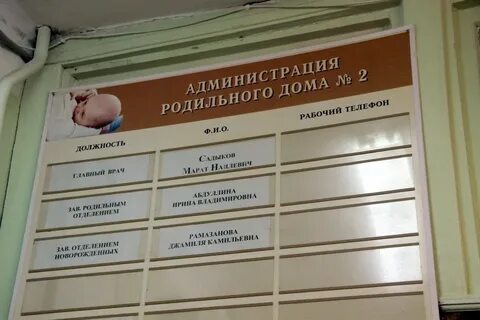 АДМИНИСТРАЦИЯ
РОДИЛЬНОГО ДОМА № 2
ДОЛЖНОСТЬ
Ф.И.О.
РАБОЧИЙ ТЕЛЕФОН
ГЛАВНЫЙ ВРАЧ
САДЫКОВ
МАРАТ НАИЛЕВИЧ
ЗАВ. РОДИЛЬНЫМ
ОТДЕЛЕНИЕМ
АБДУЛЛИНА
ИРИНА ВЛАДИМИРОВНА
ЗАВ. ОТДЕЛЕНИЕМ
НОВОРОЖДЕННЫХ
РАМАЗАНОВА
ДЖАМИЛЯ КАМИЛЬЕВНА